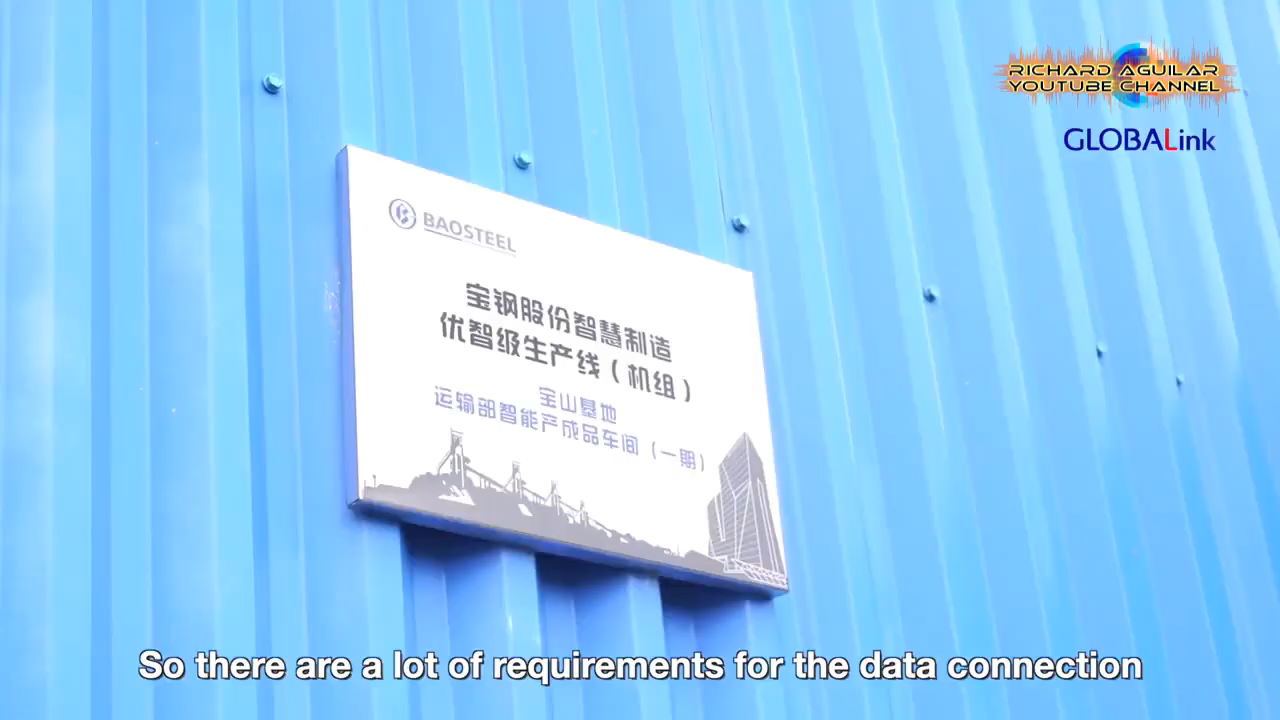 RICHARD AGUILAR
YOUTUBE CHANNEL
GLOBALink
BAOSTEEL
宝钢股份智慧制造
优智级生产线（机组）
宝山基地
运输部智能产成品车间（一期）
So there are a lot of requirements for the data connection